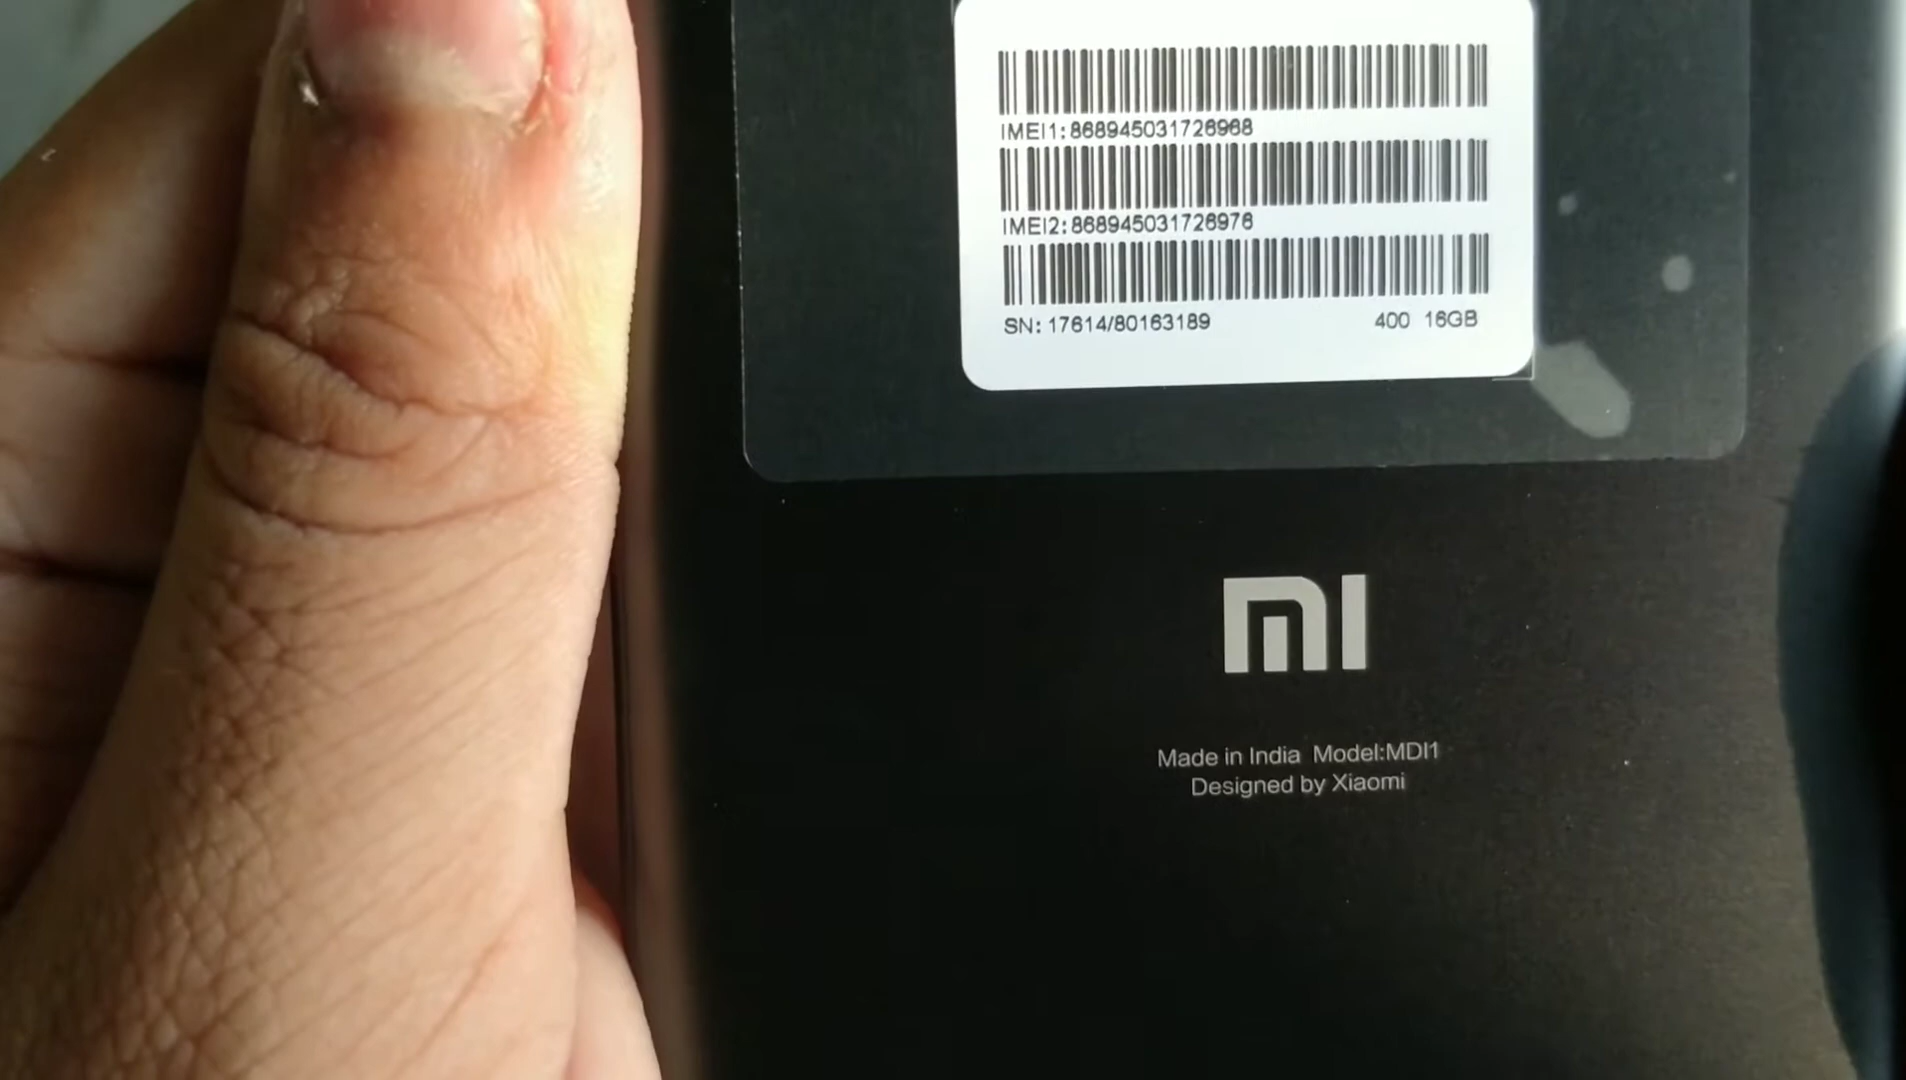 IMEI1: 868945031726968
IMEI2: 868945031726976
SN: 17614/80163189 400 16GB
MI
Made in India Model:MDI1
Designed by Xiaomi